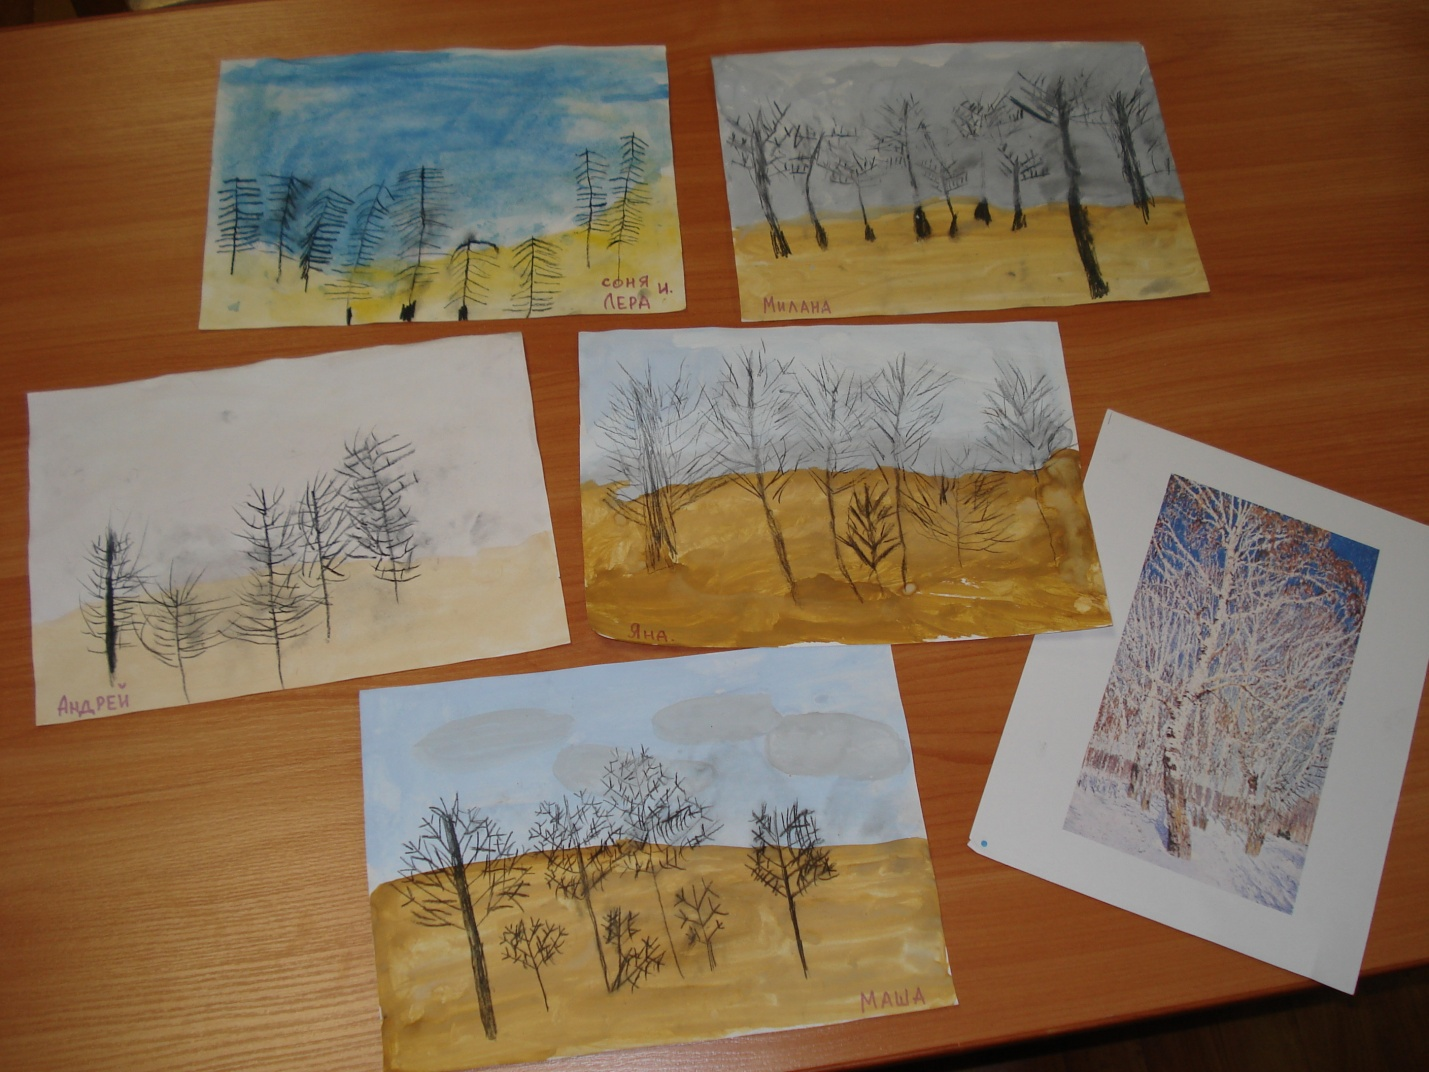 СОНЯ И.
ЛЕРА
МИЛАНА
АНДРЕЙ
ЯНА.
МАША